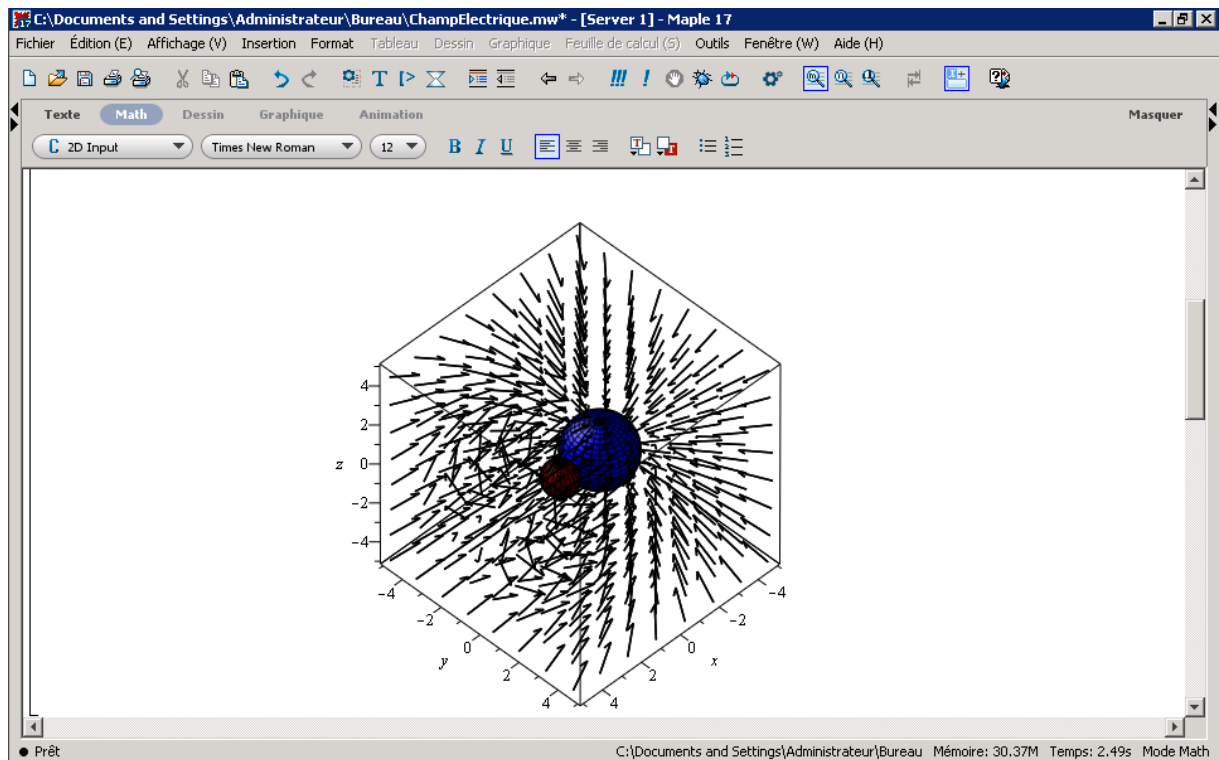 C:\Documents and Settings\Administrateur\Bureau\ChampElectrique.mw* - [Server 1] - Maple 17
Fichier Édition (E) Affichage (V) Insertion Format Tableau Dessin Graphique Feuille de calcul (S) Outils Fenêtre (W) Aide (H)
Texte Math Dessin Graphique Animation Masquer
C 2D Input Times New Roman 12 B I U
4
2
z 0
-2
-4
-4 -4
-2 -2
0 0
y x
2 2
4 4
Prêt C:\Documents and Settings\Administrateur\Bureau Mémoire: 30.37M Temps: 2.49s Mode Math